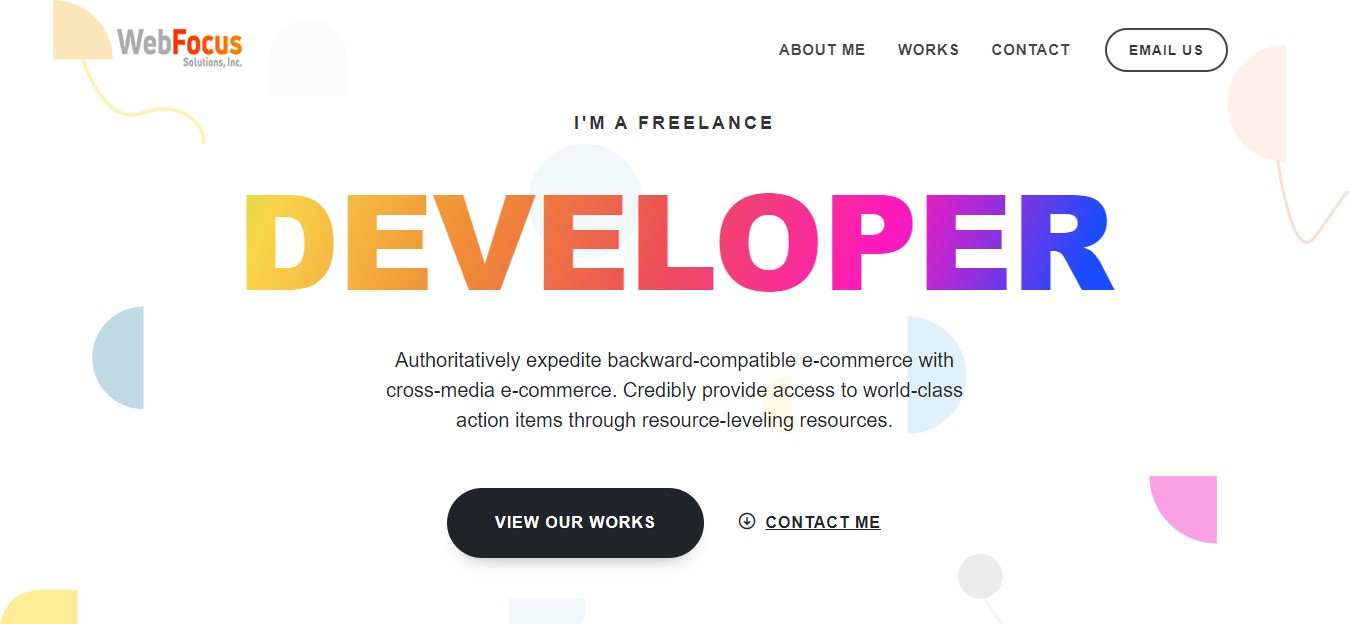 WebFocus
Solutions, Inc.
ABOUT ME
WORKS
CONTACT
EMAIL US
I'M A FREELANCE
DEVELOPER
Authoritatively expedite backward-compatible e-commerce with
cross-media e-commerce. Credibly provide access to world-class
action items through resource-leveling resources.
VIEW OUR WORKS
CONTACT ME